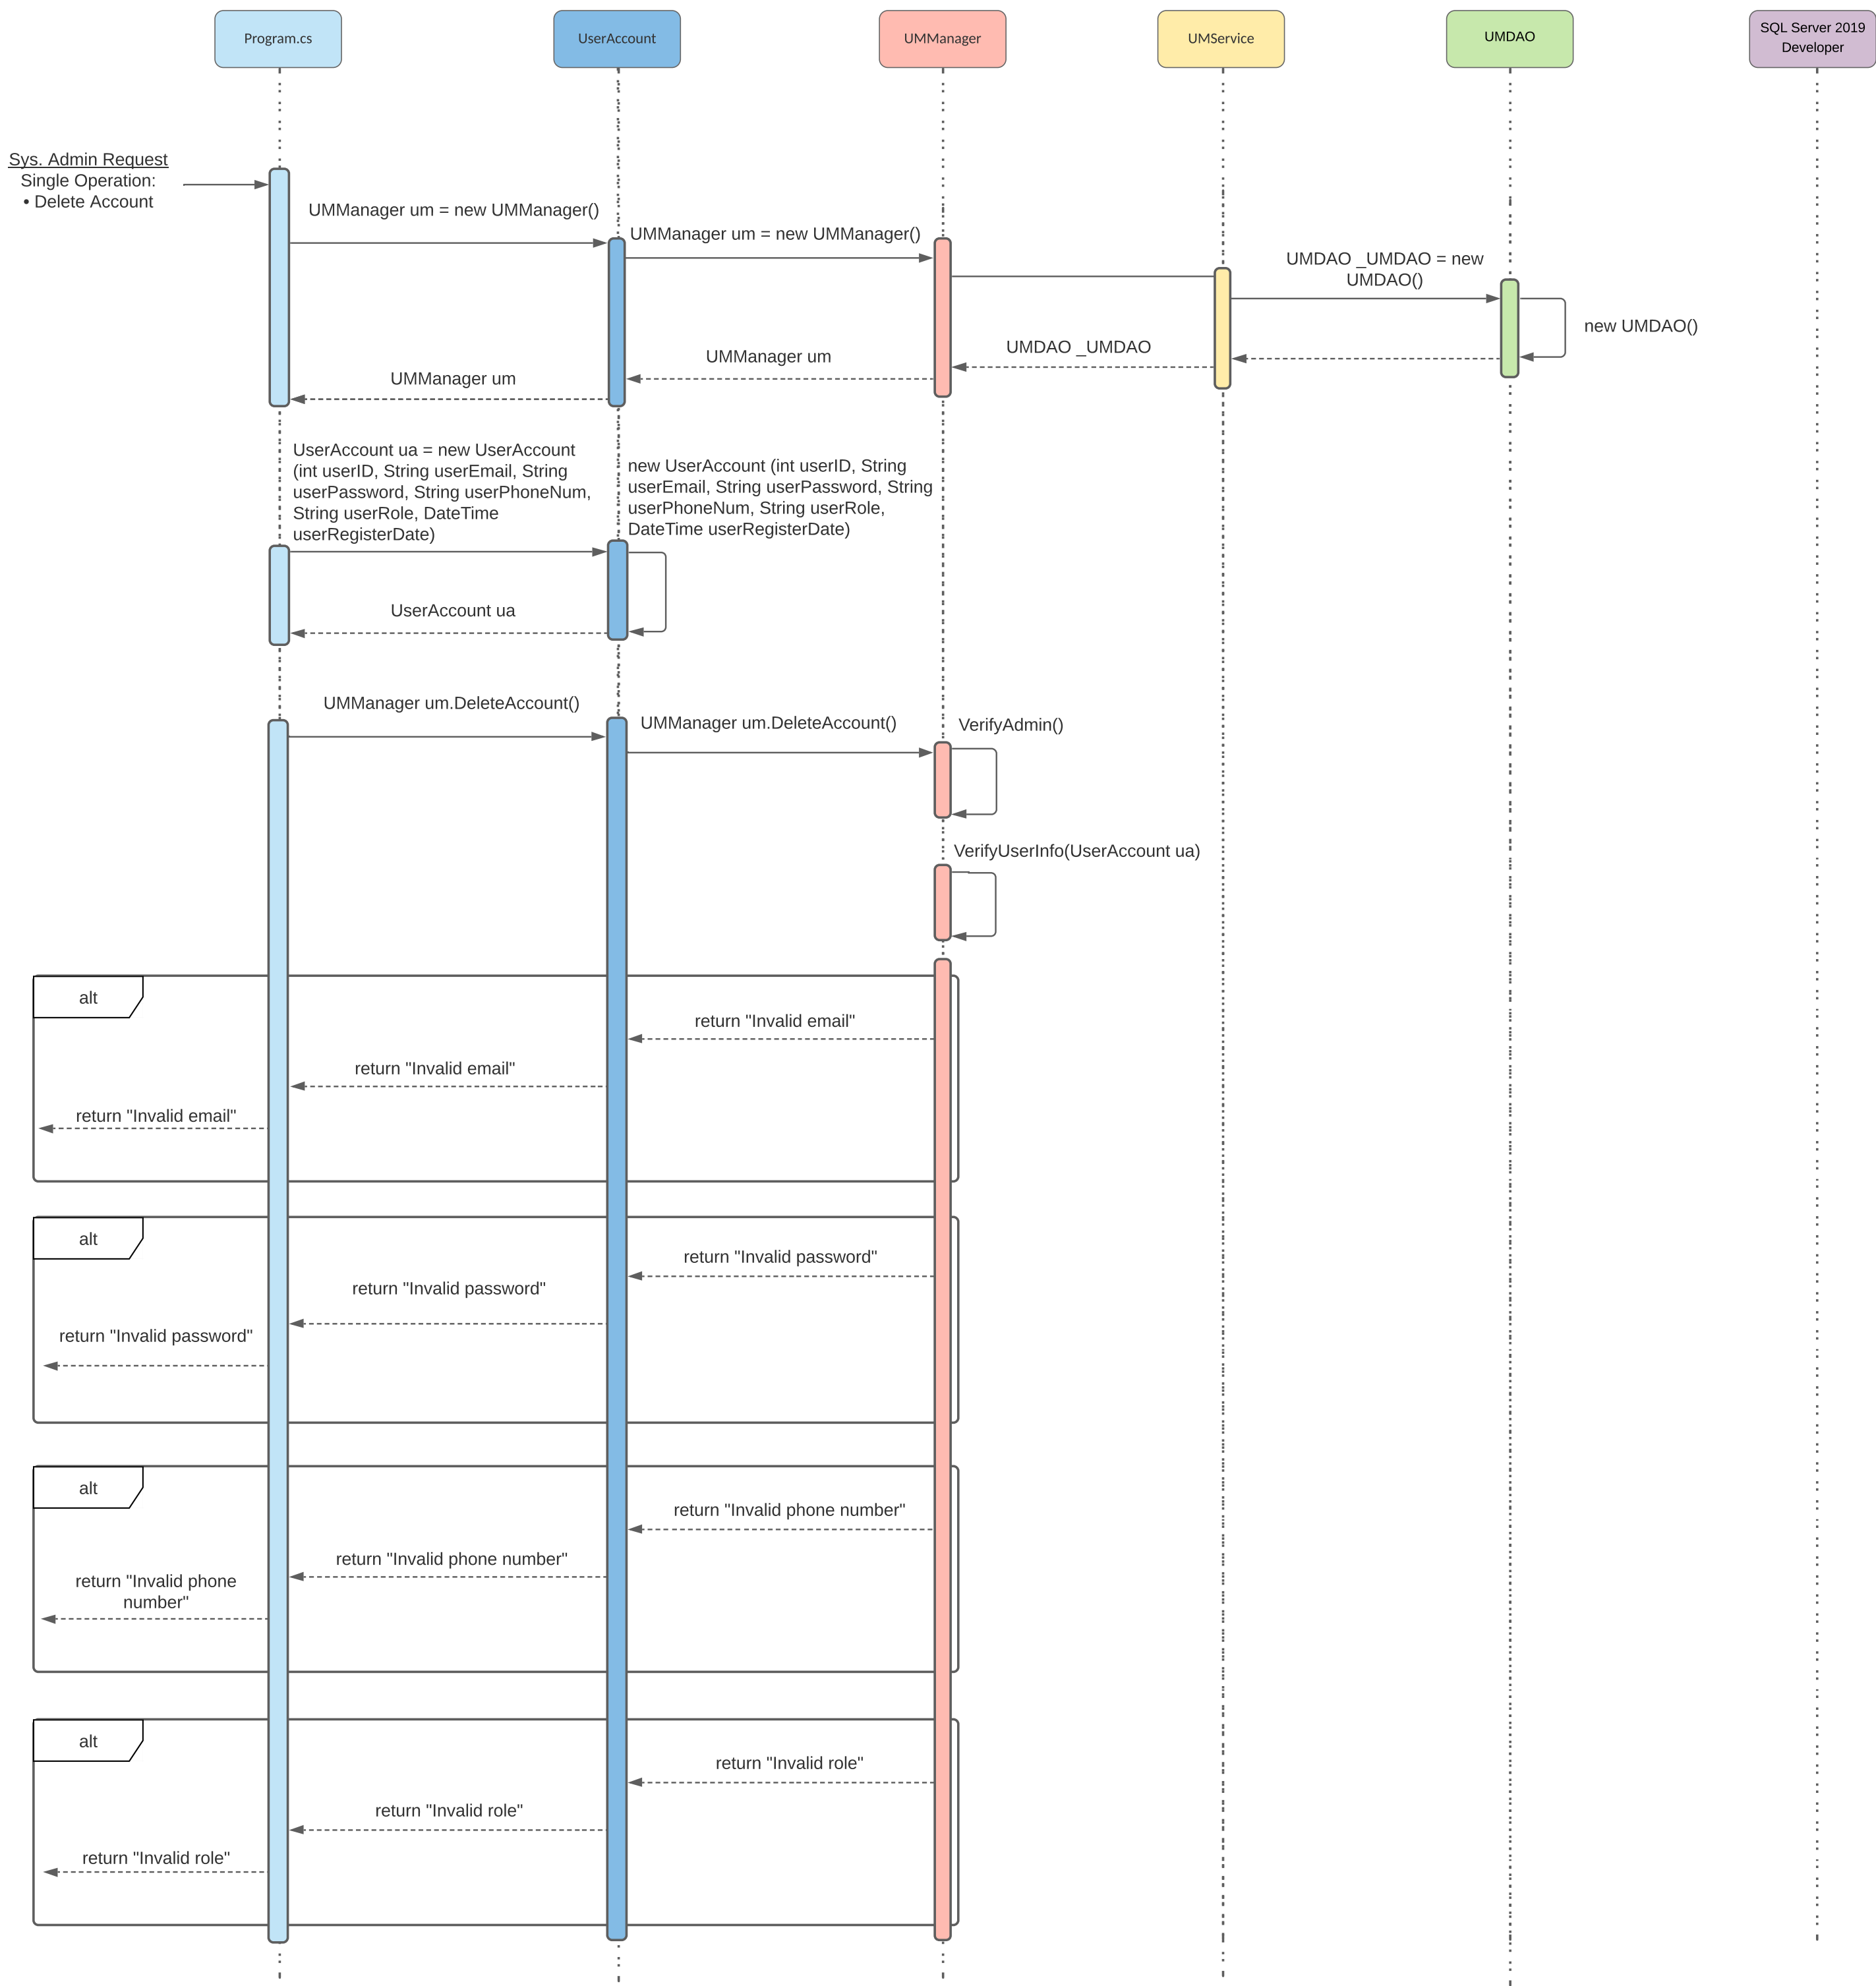 Program.cs
UserAccount
UMManager
UMService
UMDAO
SQL Server 2019
Developer
Sys. Admin Request
Single Operation:
• Delete Account
UMManager um = new UMManager()
UMManager um = new UMManager()
UMDAO _UMDAO = new
UMDAO()
new UMDAO()
UMDAO _UMDAO
UMManager um
UMManager um
UserAccount ua = new UserAccount
(int userID, String userEmail, String
userPassword, String userPhoneNum,
String userRole, DateTime
userRegisterDate)
new UserAccount (int userID, String
userEmail, String userPassword, String
userPhoneNum, String userRole,
DateTime userRegisterDate)
UserAccount ua
UMManager um.DeleteAccount()
UMManager um.DeleteAccount()
VerifyAdmin()
VerifyUserInfo(UserAccount ua)
alt
return "Invalid email"
return "Invalid email"
return "Invalid email"
alt
return "Invalid password"
return "Invalid password"
return "Invalid password"
alt
return "Invalid phone number"
return "Invalid phone number"
return "Invalid phone
number"
alt
return "Invalid role"
return "Invalid role"
return "Invalid role"